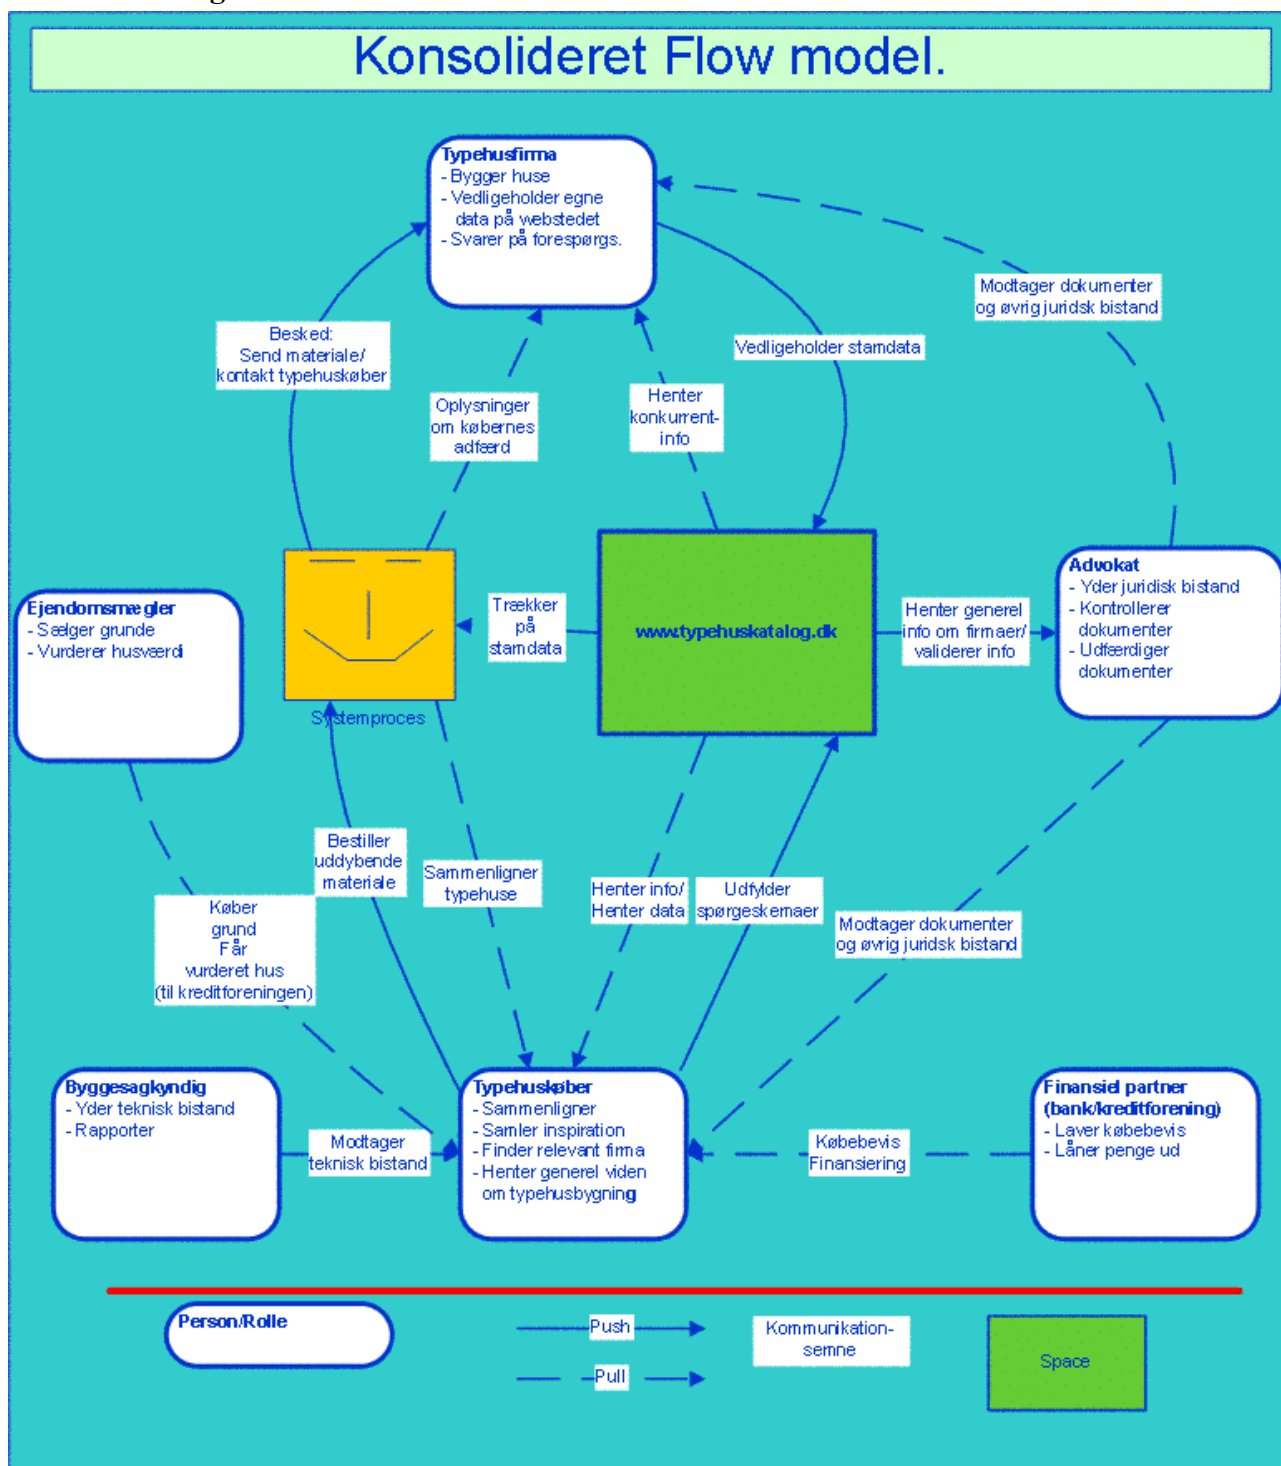 Konsolideret Flow model.
Typehusfirma
- Bygger huse
- Vedligeholder egne
data på webstedet
- Svarer på forespørgs.
Modtager dokumenter
og øvrig juridsk bistand
Besked:
Send materiale/
kontakt typehuskøber
Vedligeholder stamdata
Oplysninger
om købernes
adfærd
Henter
konkurrent-
info
Ejendomsmægler
- Sælger grunde
- Vurderer husværdi
Systemproces
Trækker
på
stamdata
www.typehuskatalog.dk
Henter generel
info om firmaer/
validerer info
Advokat
- Yder juridisk bistand
- Kontrollerer
dokumenter
- Udfærdiger
dokumenter
Bestiller
uddybende
materiale
Sammenligner
typehuse
Henter info/
Henter data
Udfylder
spørgeskemaer
Modtager dokumenter
og øvrig juridsk bistand
Køber
grund
Får
vurderet hus
(til kreditforeningen)
Byggesagkyndig
- Yder teknisk bistand
- Rapporter
Modtager
teknisk bistand
Typehuskøber
- Sammenligner
- Samler inspiration
- Finder relevant firma
- Henter generel viden
om typehusbygning
Købebevis
Finansiering
Finansiel partner
(bank/kreditforening)
- Laver købebevis
- Låner penge ud
Person/Rolle
Push
Pull
Kommunikation-
semne
Space